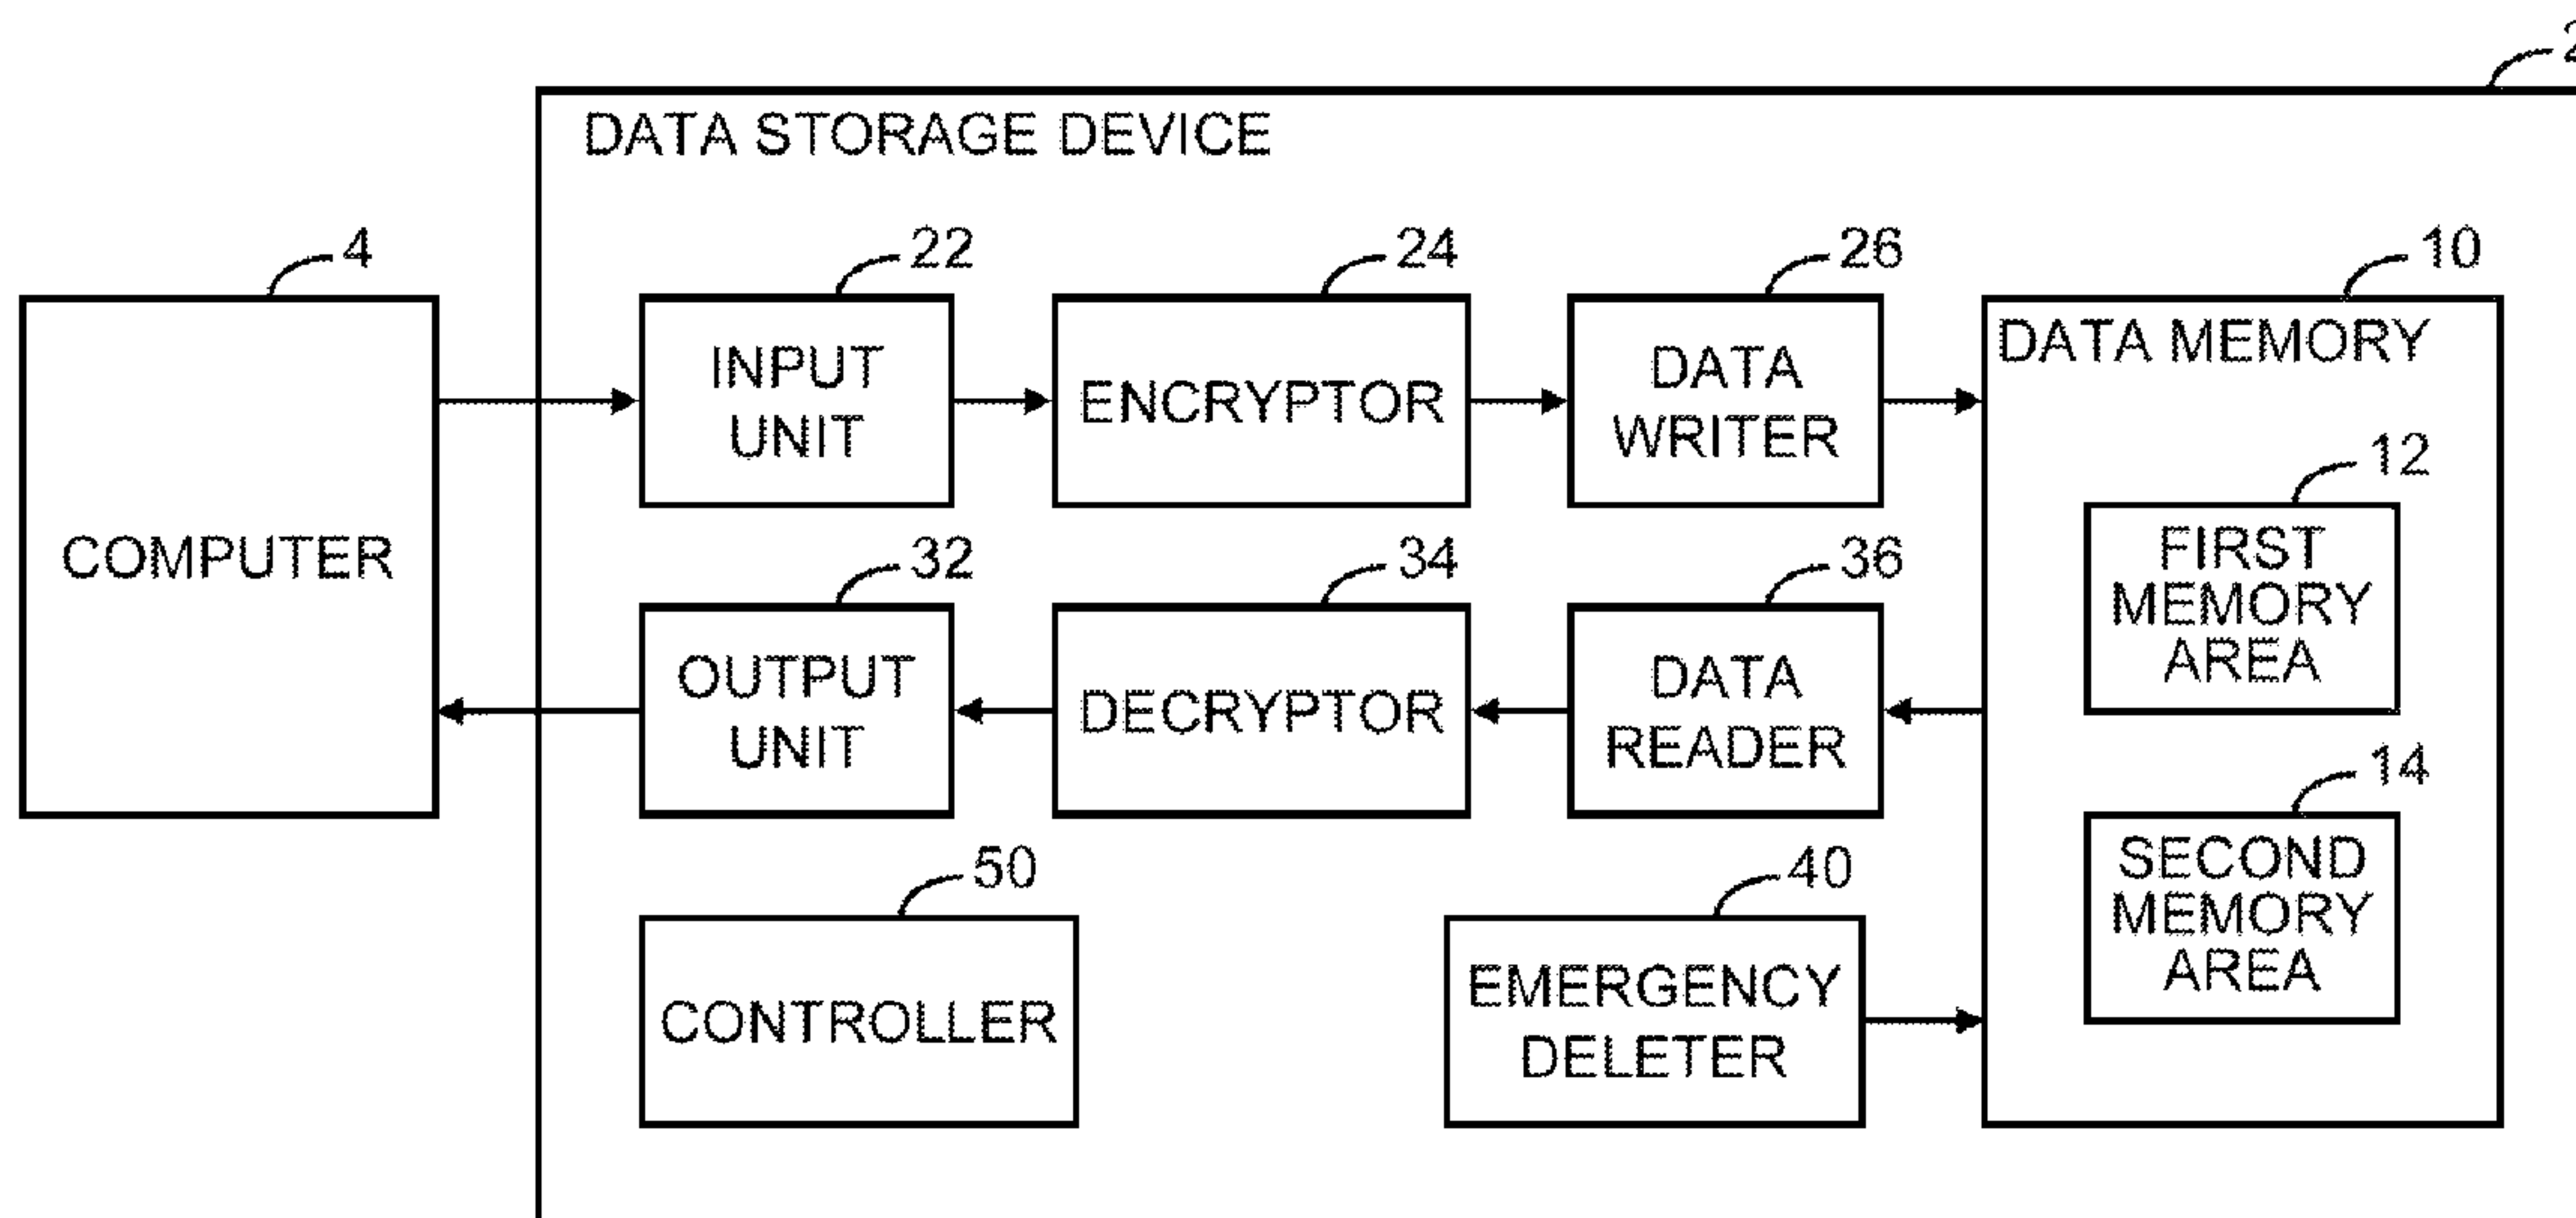 DATA STORAGE DEVICE
4
22
24
26
10
COMPUTER
INPUT
UNIT
ENCRYPTOR
DATA
WRITER
DATA MEMORY
12
FIRST
MEMORY
AREA
32
34
36
OUTPUT
UNIT
DECRYPTOR
DATA
READER
14
SECOND
MEMORY
AREA
50
40
CONTROLLER
EMERGENCY
DELETER